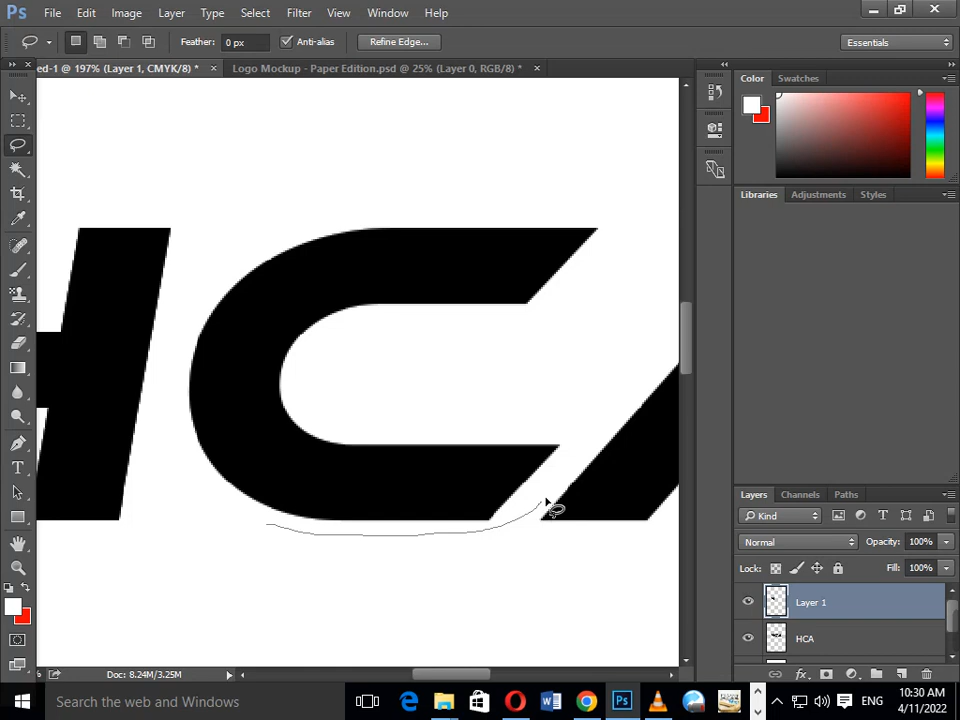 Ps File Edit Image Layer Type Select Filter View Window Help
Feather: 0 px Anti-alias Refine Edge... Essentials
ed-1 @ 197% (Layer 1, CMYK/8) * Logo Mockup - Paper Edition.psd @ 25% (Layer 0, RGB/8) *
Color Swatches
Libraries Adjustments Styles
HCA
Layers Channels Paths
Kind
Normal Opacity: 100%
Lock: Fill: 100%
Layer 1
HCA
Doc: 8.24M/3.25M
Search the web and Windows
ENG
10:30 AM
4/11/2022